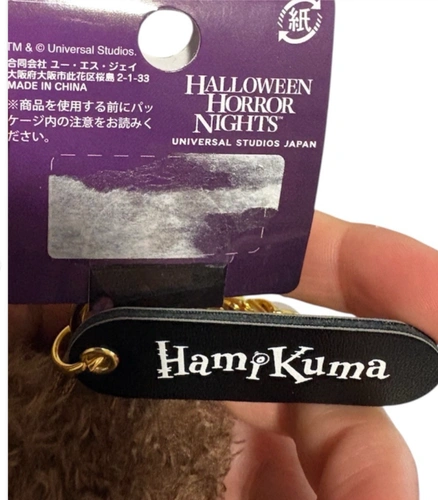 紙
TM & © Universal Studios.
合同会社 ユー・エス・ジェイ
大阪府大阪市此花区桜島 2-1-33
MADE IN CHINA
※商品を使用する前にパッ
ケージ内の注意をお読みく
ださい。
HALLOWEEN
HORROR
NIGHTS™
UNIVERSAL STUDIOS JAPAN
HamiKuma